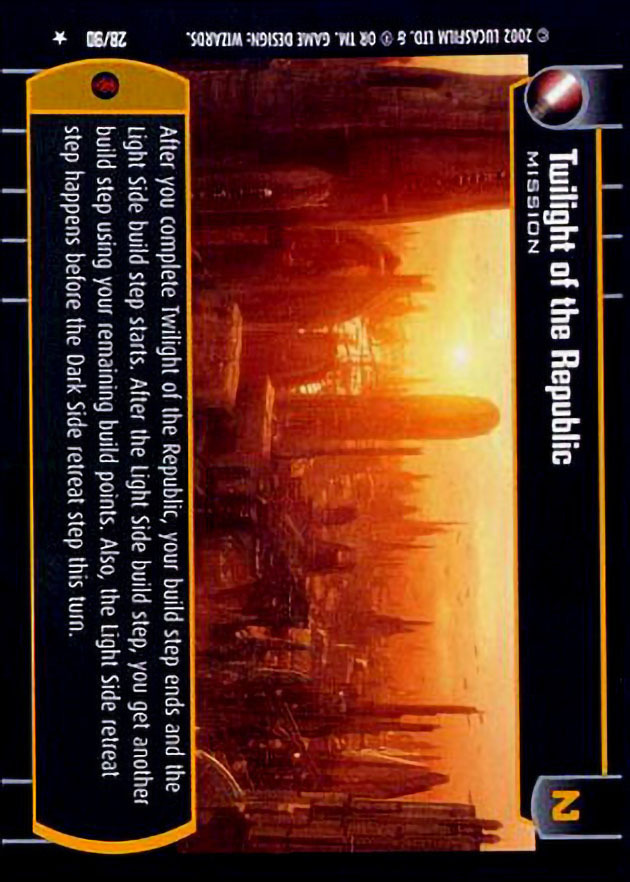 Twilight of the Republic
2
MISSION
After you complete Twilight of the Republic, your build step ends and the
Light Side build step starts. After the Light Side build step, you get another
build step using your remaining build points. Also, the Light Side retreat
step happens before the Dark Side retreat step this turn.
© 2002 LUCASFILM LTD. & ® OR TM. GAME DESIGN: WIZARDS.
28/90 ★